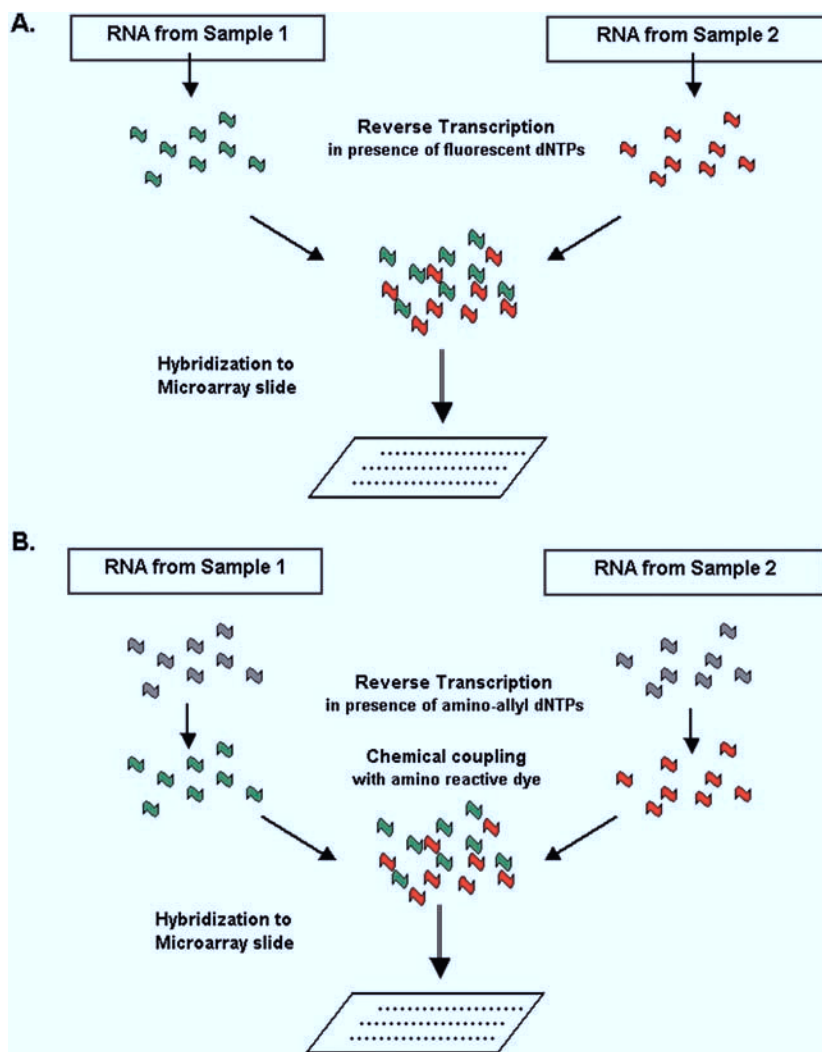 A.
RNA from Sample 1
RNA from Sample 2
Reverse Transcription
in presence of fluorescent dNTPs
Hybridization to
Microarray slide
B.
RNA from Sample 1
RNA from Sample 2
Reverse Transcription
in presence of amino-allyl dNTPs
Chemical coupling
with amino reactive dye
Hybridization to
Microarray slide